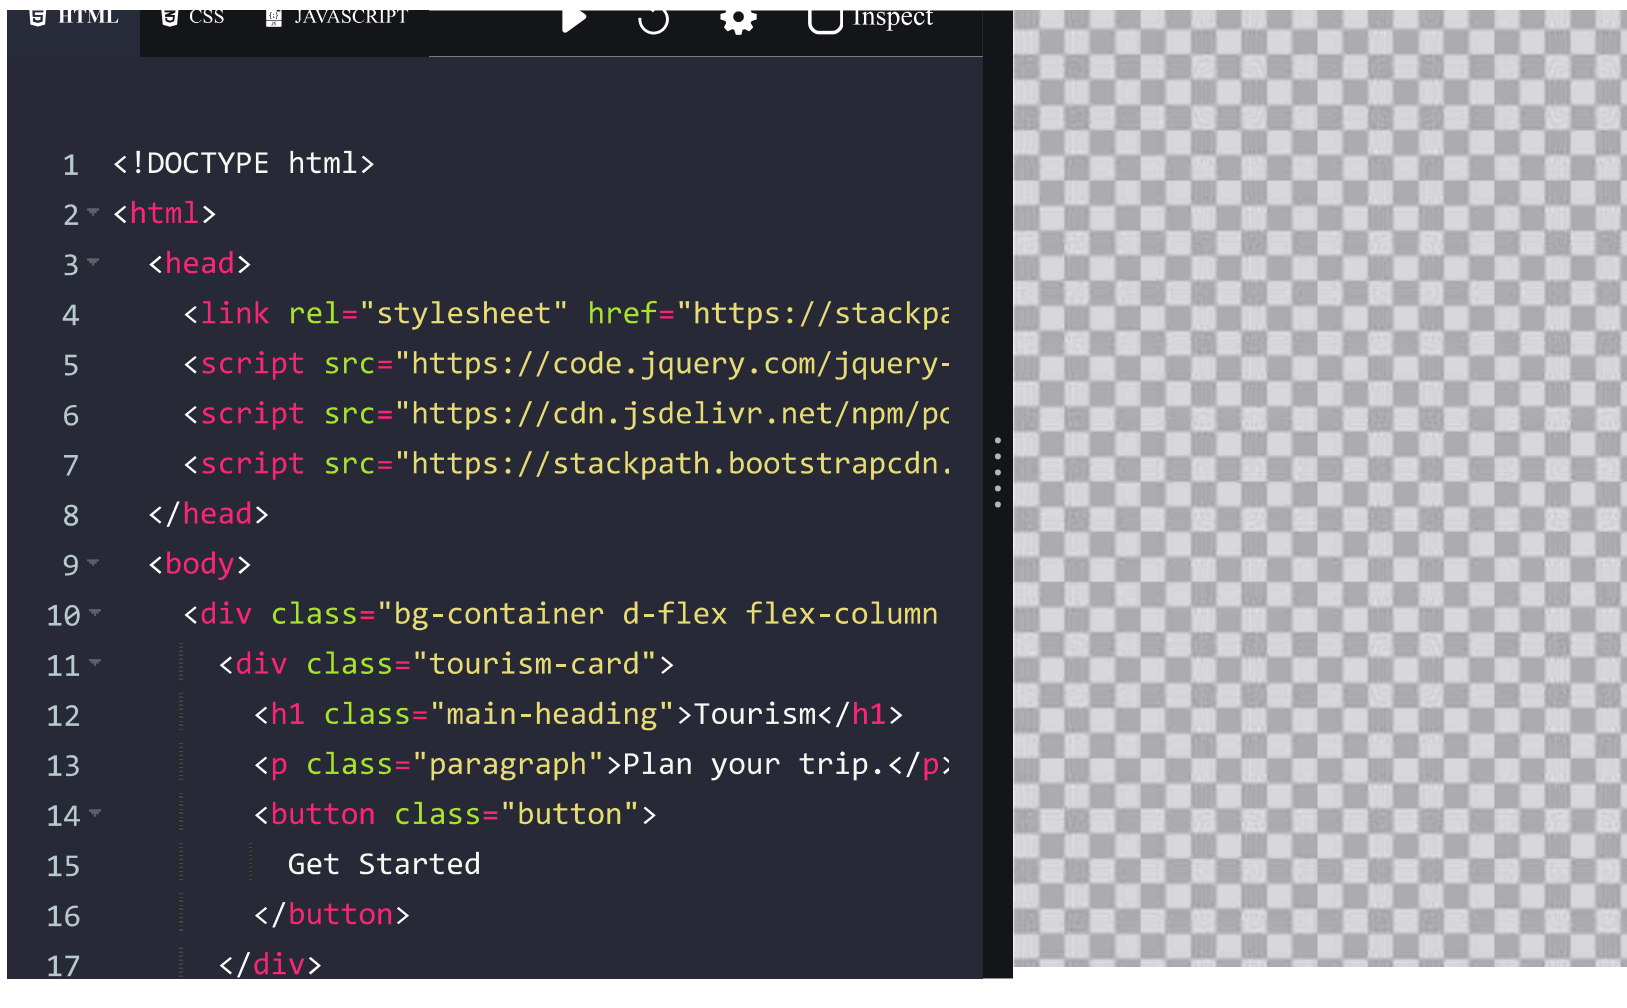 HTML CSS JAVASCRIPT Inspect
1 <!DOCTYPE html>
2 <html>
3 <head>
4 <link rel="stylesheet" href="https://stackpa
5 <script src="https://code.jquery.com/jquery-
6 <script src="https://cdn.jsdelivr.net/npm/po
7 <script src="https://stackpath.bootstrapcdn.
8 </head>
9 <body>
10 <div class="bg-container d-flex flex-column
11 <div class="tourism-card">
12 <h1 class="main-heading">Tourism</h1>
13 <p class="paragraph">Plan your trip.</p>
14 <button class="button">
15 Get Started
16 </button>
17 </div>